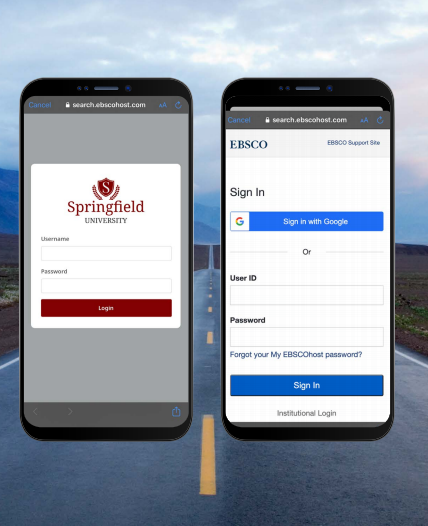 Cancel search.ebscohost.com AA
S
Springfield
UNIVERSITY
Username
Password
Login
Cancel search.ebscohost.com AA
EBSCO EBSCO Support Site
Sign In
G Sign in with Google
Or
User ID
Password
Forgot your My EBSCOhost password?
Sign In
Institutional Login